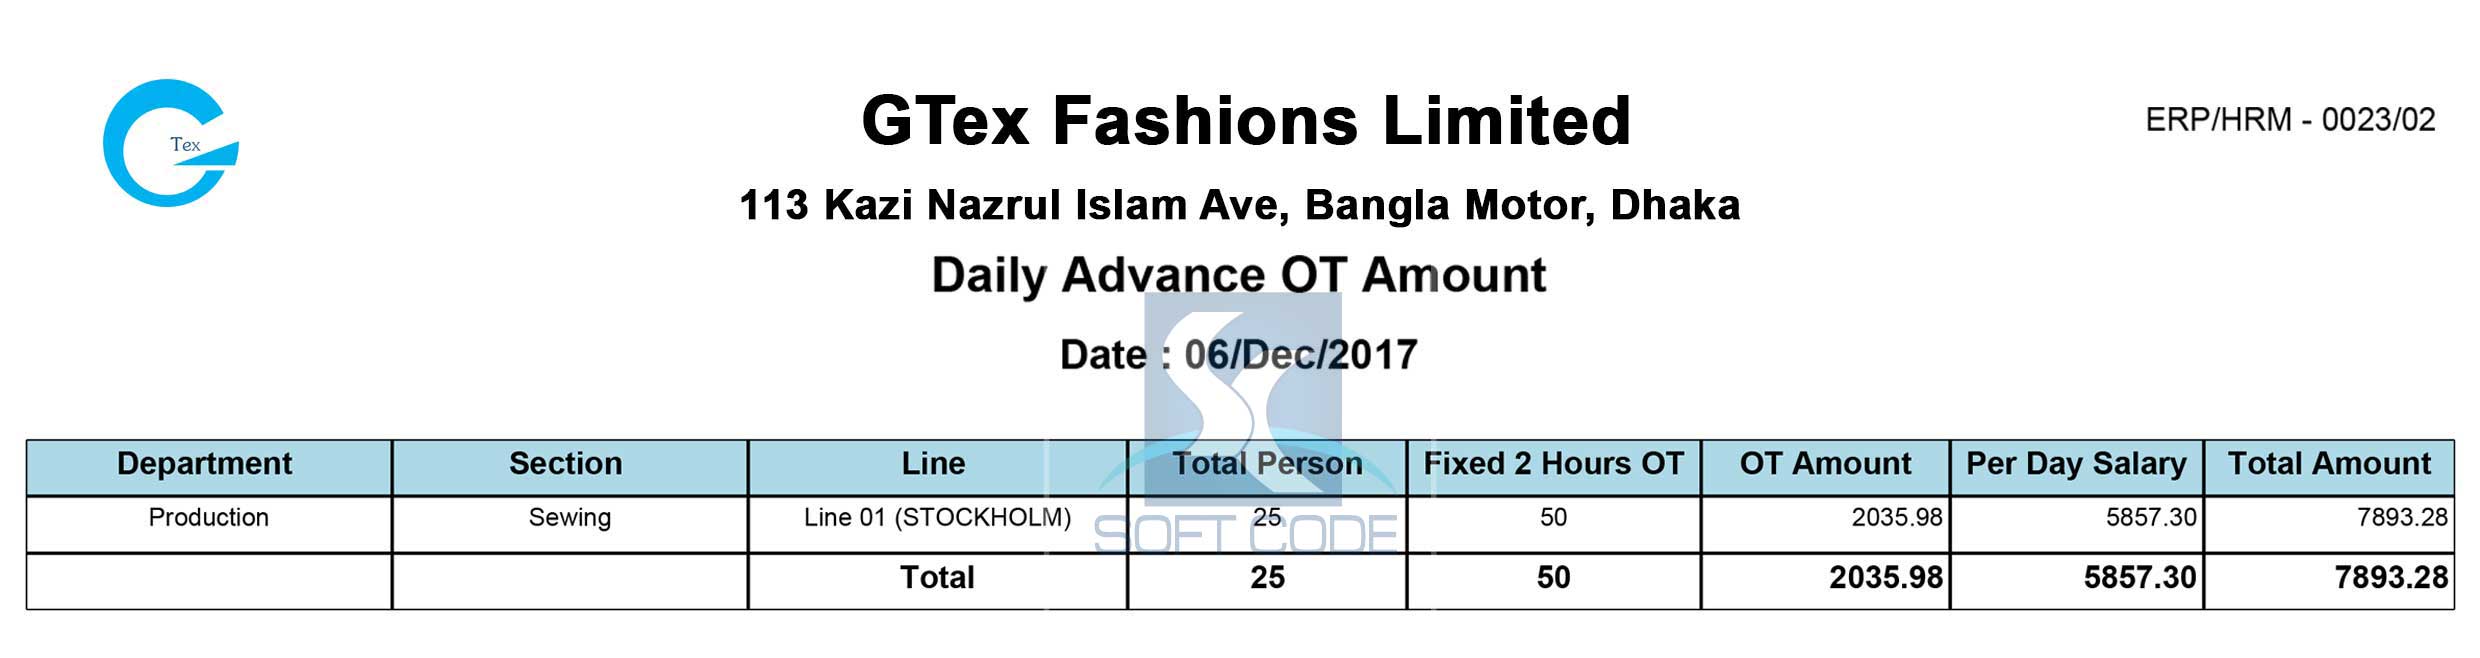 Tex
GTex Fashions Limited
ERP/HRM - 0023/02
113 Kazi Nazrul Islam Ave, Bangla Motor, Dhaka
Daily Advance OT Amount
Date : 06/Dec/2017
Department Section Line Total Person Fixed 2 Hours OT OT Amount Per Day Salary Total Amount
Production Sewing Line 01 (STOCKHOLM) 25 50 2035.98 5857.30 7893.28
SOFT CODE
Total 25 50 2035.98 5857.30 7893.28